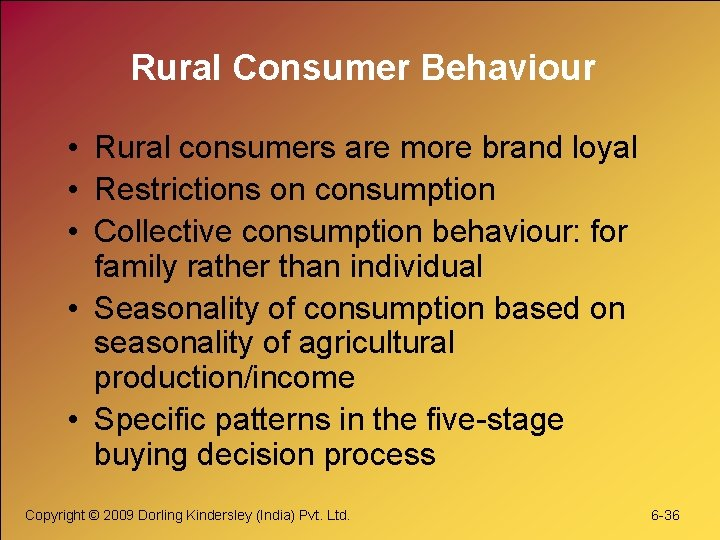 Rural Consumer Behaviour
• Rural consumers are more brand loyal
• Restrictions on consumption
• Collective consumption behaviour: for
family rather than individual
• Seasonality of consumption based on
seasonality of agricultural
production/income
• Specific patterns in the five-stage
buying decision process
Copyright © 2009 Dorling Kindersley (India) Pvt. Ltd.
6-36